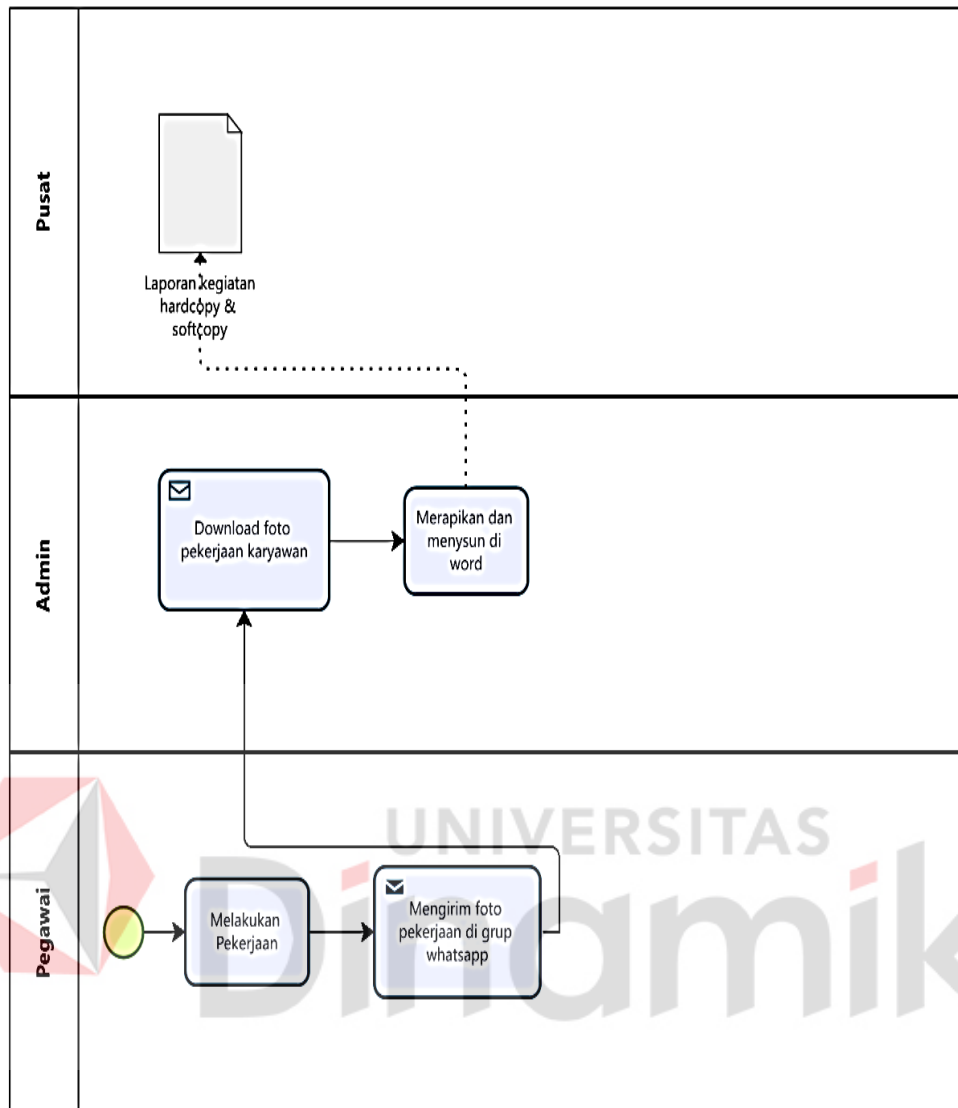 Pusat
Laporan kegiatan
hardcopy &
softcopy
Admin
Download foto
pekerjaan karyawan
Merapikan dan
menysun di
word
Pegawai
Melakukan
Pekerjaan
Mengirim foto
pekerjaan di grup
whatsapp
UNIVERSITAS
Dinamik